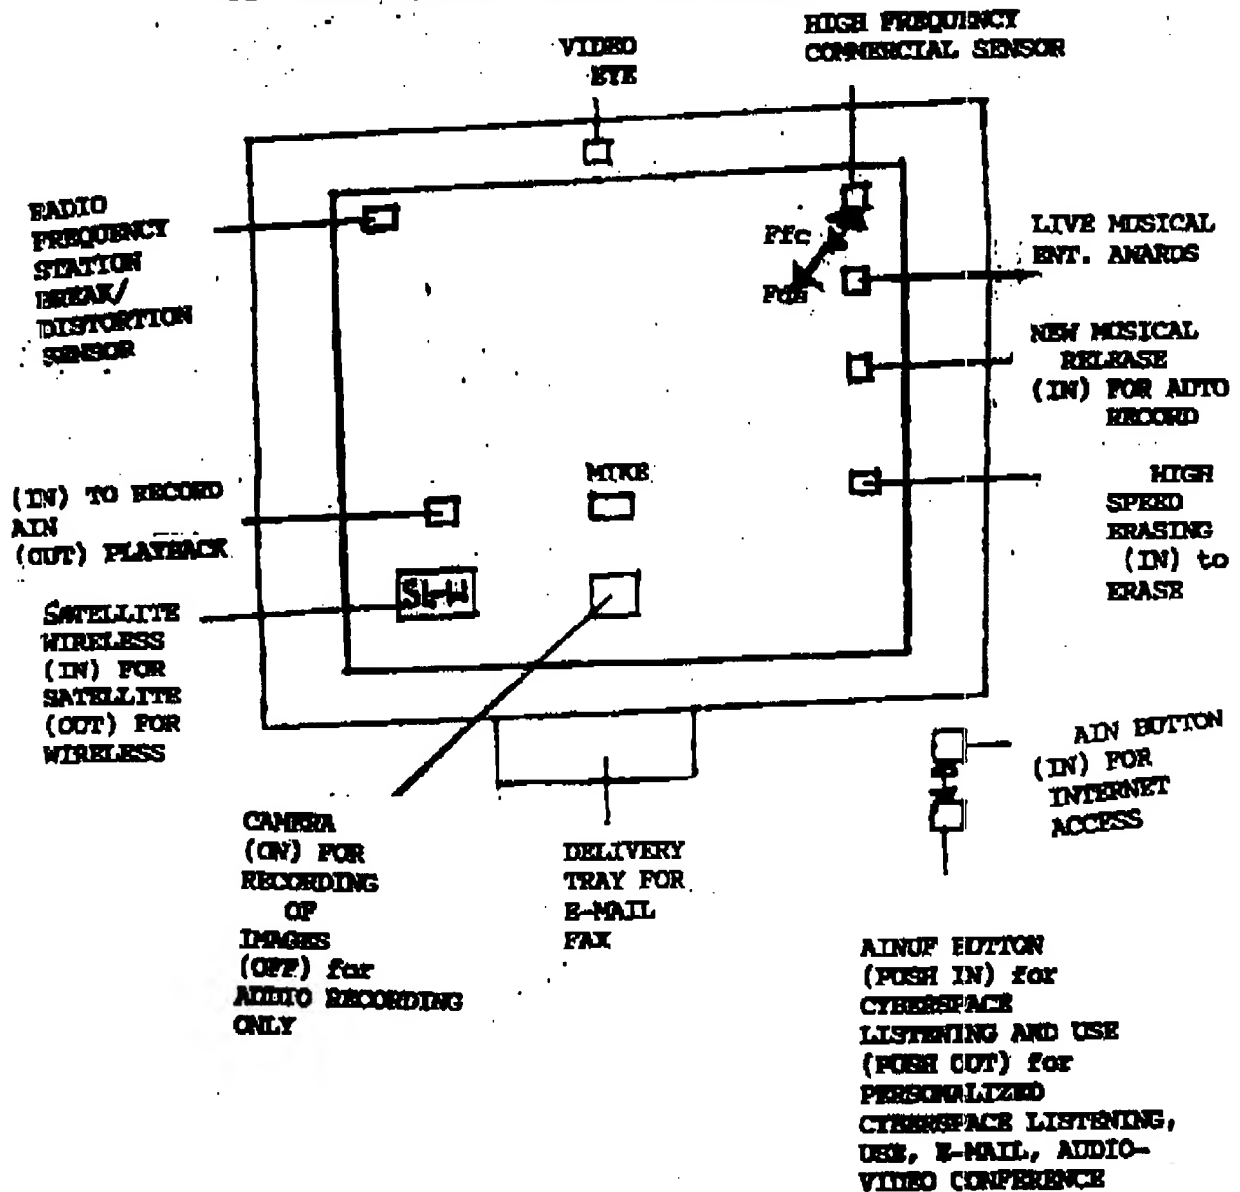 HIGH FREQUENCY
COMMERCIAL SENSOR
VIDEO
EYE
RADIO
FREQUENCY
STATION
BREAK/
DISTORTION
SENSOR
Ffc
LIVE MUSICAL
ENT. AWARDS
NEW MUSICAL
RELEASE
(IN) FOR AUTO
RECORD
(IN) TO RECORD
AIN
(OUT) PLAYBACK
MIKE
HIGH
SPEED
ERASING
(IN) to
ERASE
SL-W
SATELLITE
WIRELESS
(IN) FOR
SATELLITE
(OUT) FOR
WIRELESS
AIN BUTTON
(IN) FOR
INTERNET
ACCESS
CAMERA
(ON) FOR
RECORDING
OF
IMAGES
(OFF) for
AUDIO RECORDING
ONLY
DELIVERY
TRAY FOR
E-MAIL
FAX
AINUF BUTTON
(PUSH IN) for
CYBERSPACE
LISTENING AND USE
(PUSH OUT) for
PERSONALIZED
CYBERSPACE LISTENING,
USE, E-MAIL, AUDIO-
VIDEO CONFERENCE